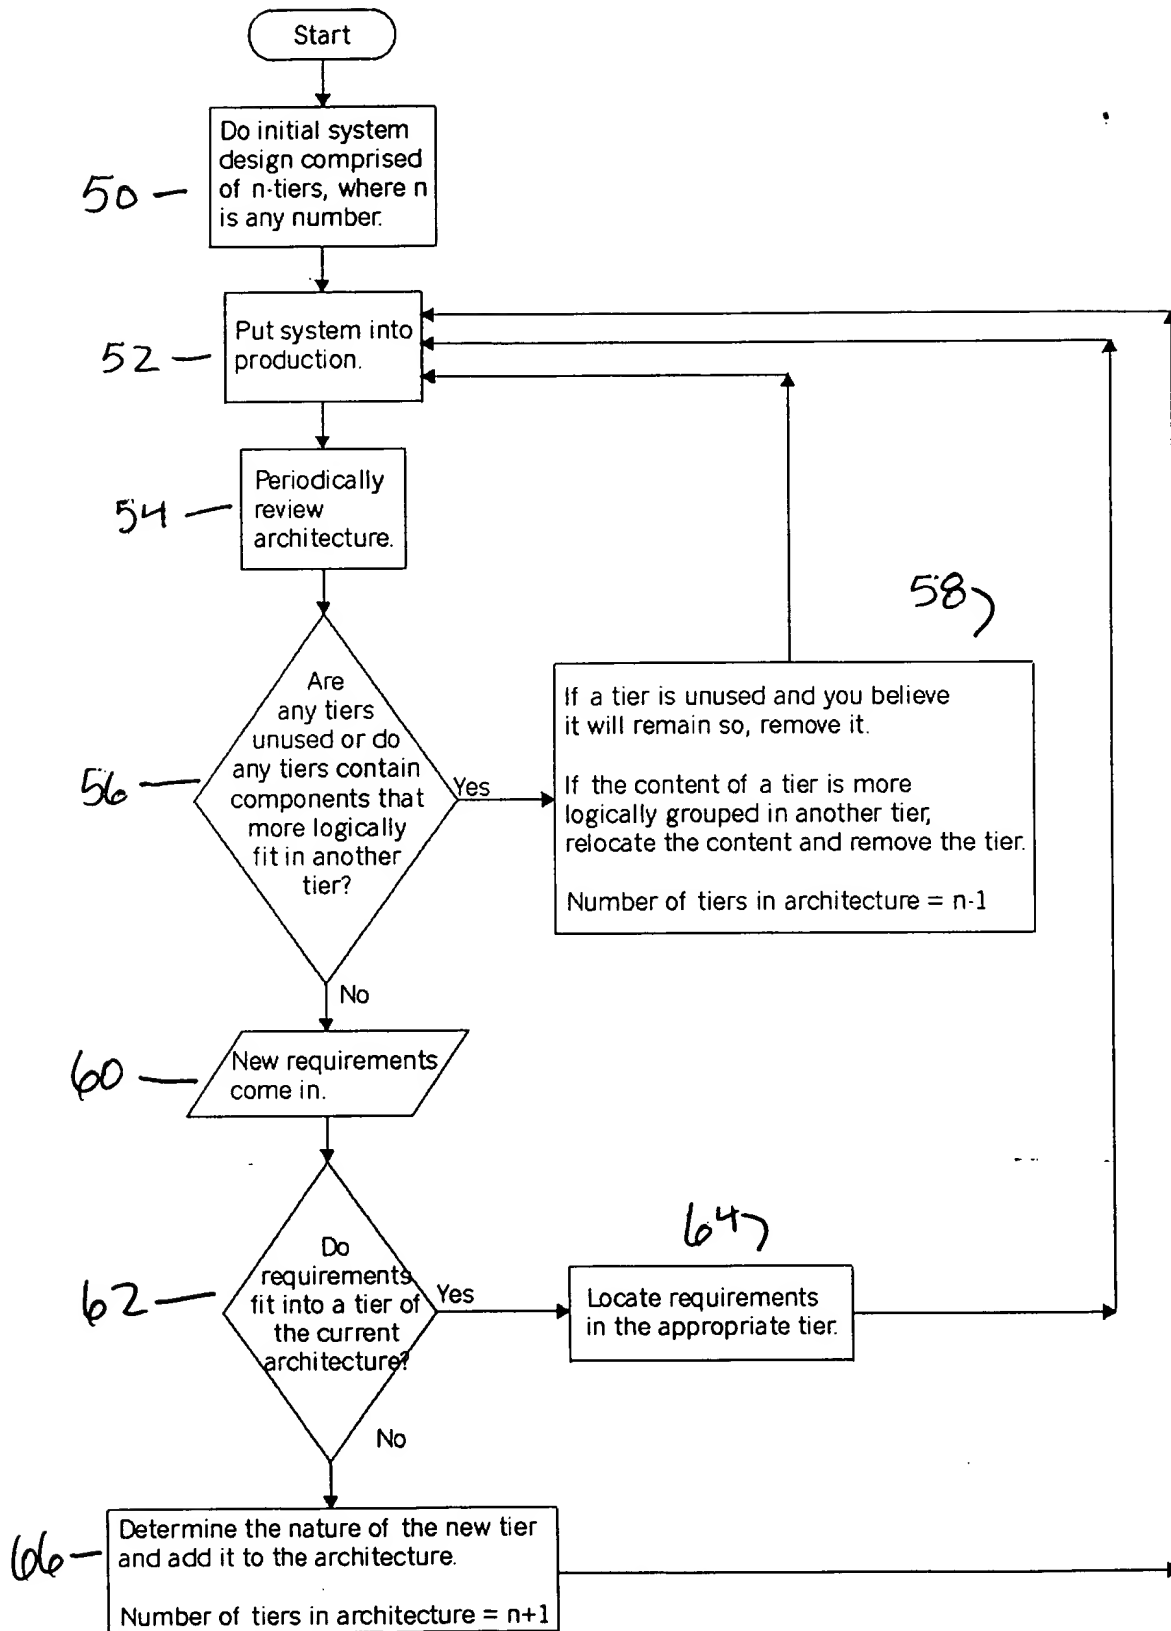 Start
50
Do initial system
design comprised
of n-tiers, where n
is any number.
52
Put system into
production.
54
Periodically
review
architecture.
56
Are
any tiers
unused or do
any tiers contain
components that
more logically
fit in another
tier?
Yes
58
If a tier is unused and you believe
it will remain so, remove it.
If the content of a tier is more
logically grouped in another tier,
relocate the content and remove the tier.
Number of tiers in architecture = n-1
No
60
New requirements
come in.
62
Do
requirements
fit into a tier of
the current
architecture?
Yes
64
Locate requirements
in the appropriate tier.
No
66
Determine the nature of the new tier
and add it to the architecture.
Number of tiers in architecture = n+1